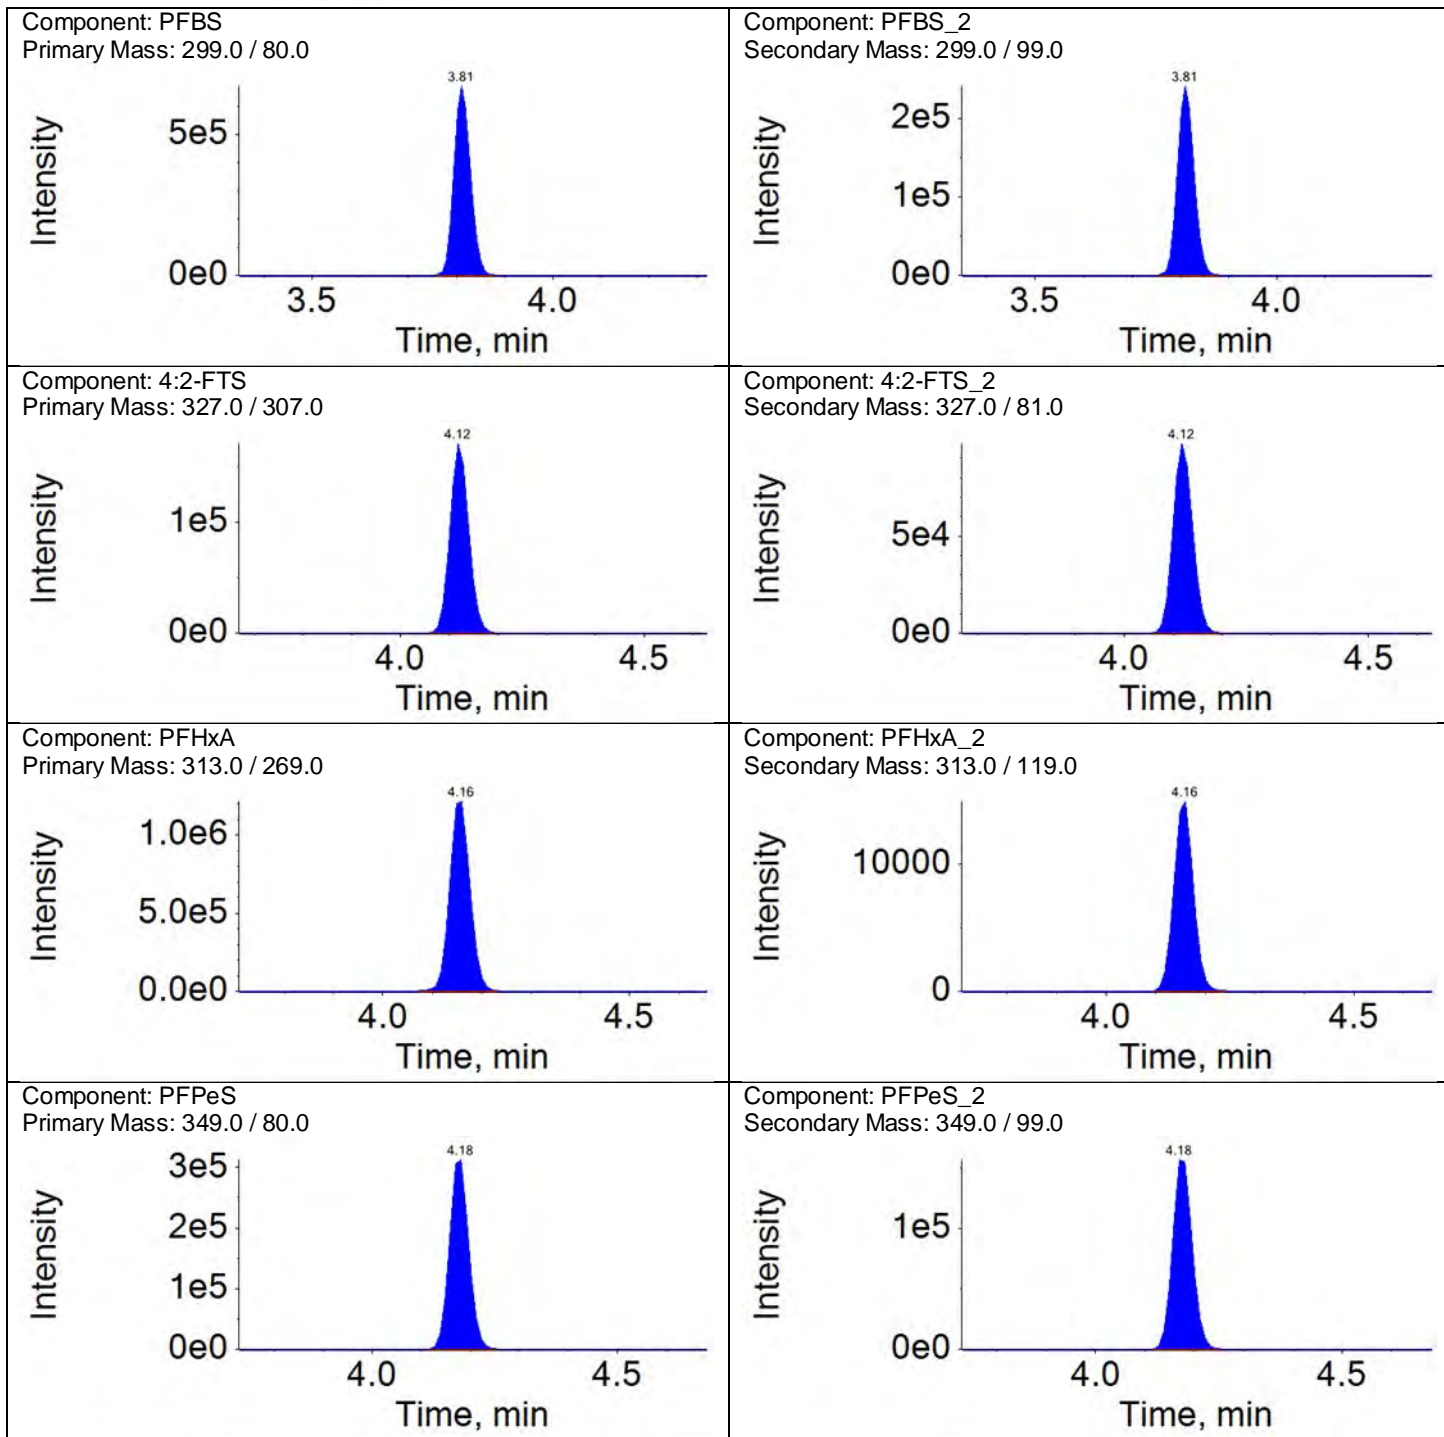 Component: PFBS
Primary Mass: 299.0 / 80.0
3.81
5e5
0e0
Intensity
3.5 4.0
Time, min
Component: PFBS_2
Secondary Mass: 299.0 / 99.0
3.81
2e5
1e5
0e0
Intensity
3.5 4.0
Time, min
Component: 4:2-FTS
Primary Mass: 327.0 / 307.0
4.12
1e5
0e0
Intensity
4.0 4.5
Time, min
Component: 4:2-FTS_2
Secondary Mass: 327.0 / 81.0
4.12
5e4
0e0
Intensity
4.0 4.5
Time, min
Component: PFHxA
Primary Mass: 313.0 / 269.0
4.16
1.0e6
5.0e5
0.0e0
Intensity
4.0 4.5
Time, min
Component: PFHxA_2
Secondary Mass: 313.0 / 119.0
4.16
10000
0
Intensity
4.0 4.5
Time, min
Component: PFPeS
Primary Mass: 349.0 / 80.0
4.18
3e5
2e5
1e5
0e0
Intensity
4.0 4.5
Time, min
Component: PFPeS_2
Secondary Mass: 349.0 / 99.0
4.18
1e5
0e0
Intensity
4.0 4.5
Time, min